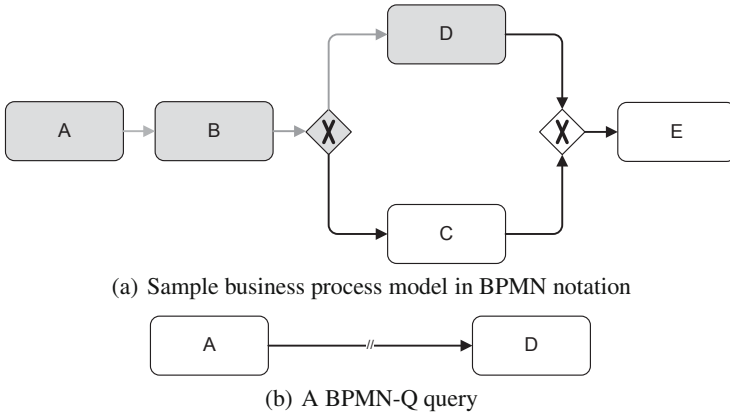 D
A
B
X
X
E
C
(a) Sample business process model in BPMN notation
A
//
D
(b) A BPMN-Q query